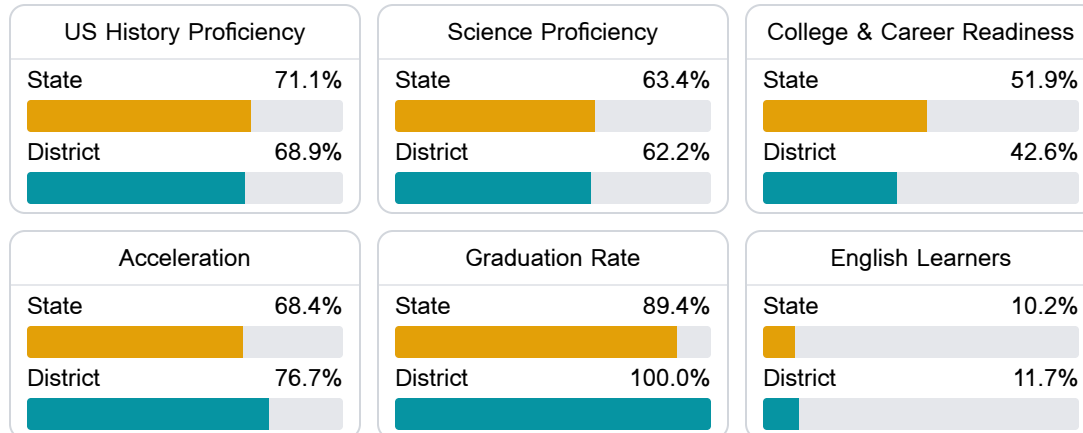 US History Proficiency
State 71.1%
District 68.9%
Science Proficiency
State 63.4%
District 62.2%
College & Career Readiness
State 51.9%
District 42.6%
Acceleration
State 68.4%
District 76.7%
Graduation Rate
State 89.4%
District 100.0%
English Learners
State 10.2%
District 11.7%